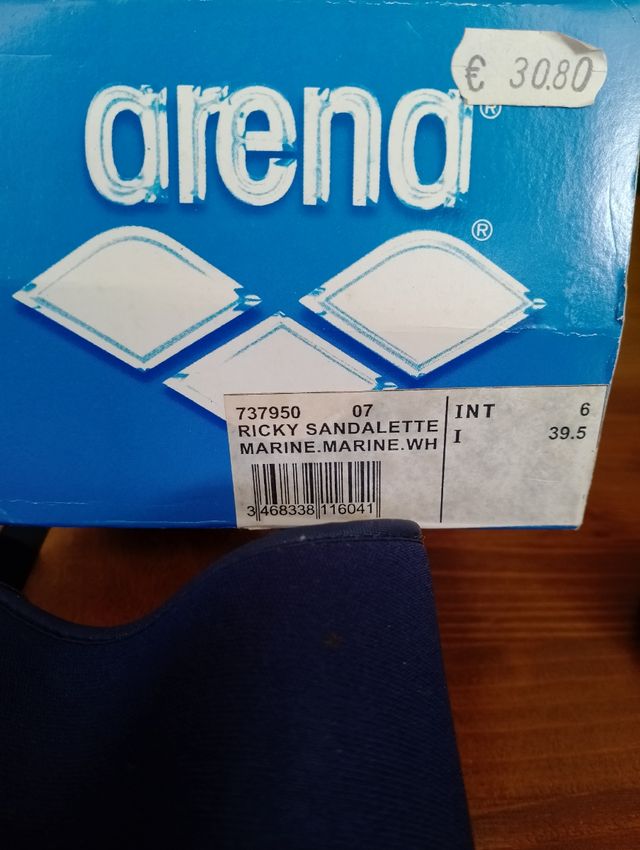 € 30.80
arena®
®
737950 07
RICKY SANDALETTE
MARINE.MARINE.WH
3 468338 116041
INT 6
I 39.5